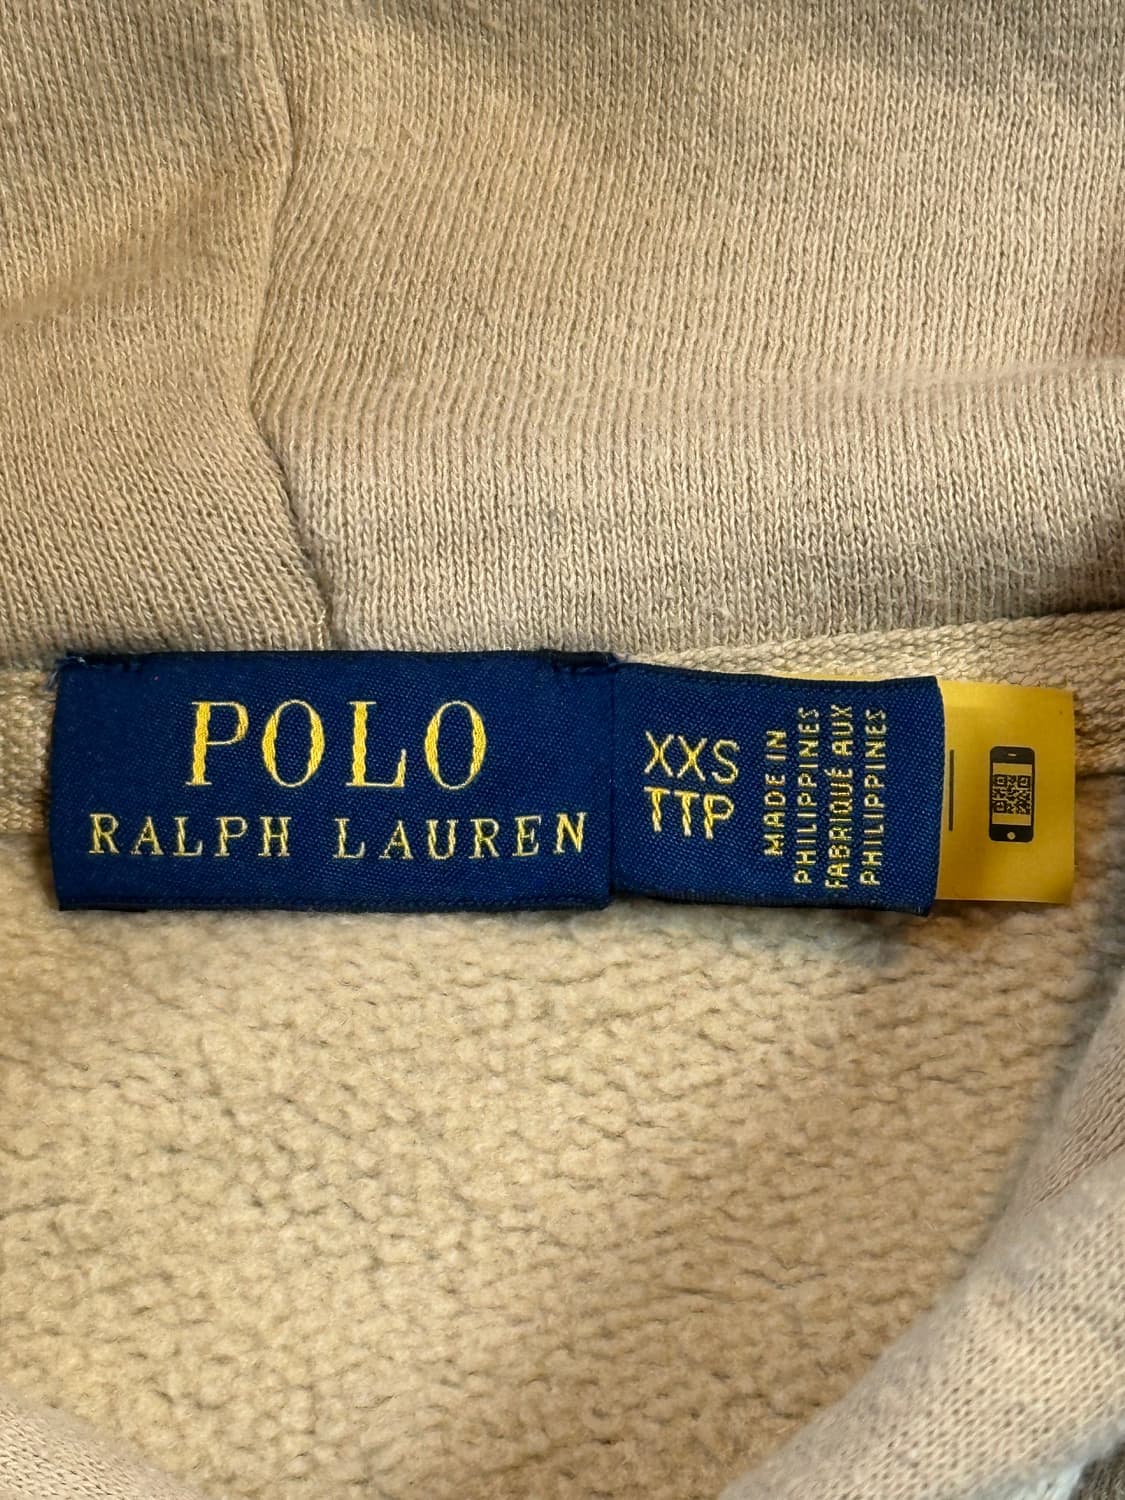 POLO
RALPH LAUREN
XXS
TTP
MADE IN
PHILIPPINES
FABRIQUÉ AUX
PHILIPPINES